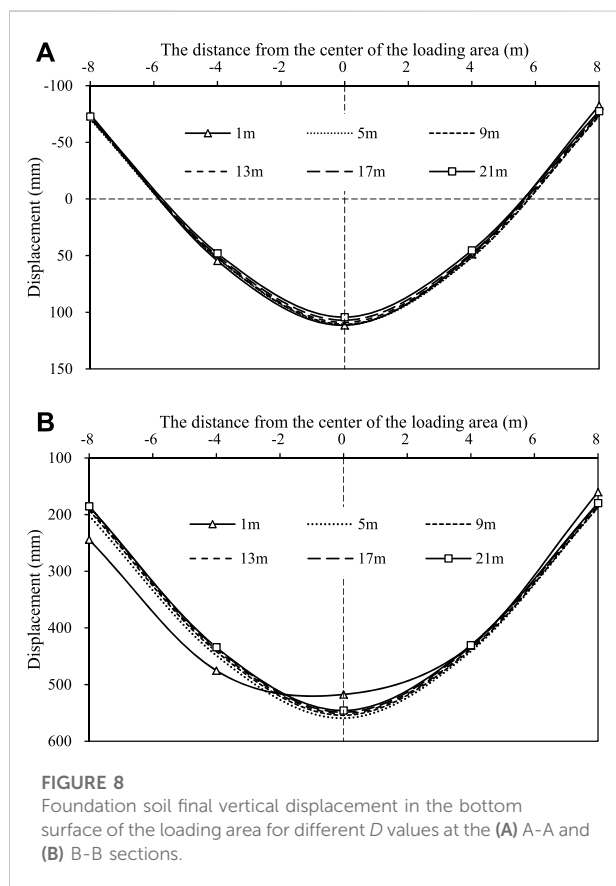 A
The distance from the center of the loading area (m)
-8 -6 -4 -2 0 2 4 6 8
-100
-50
0
50
100
150
Displacement (mm)
1m 5m 9m
13m 17m 21m
B
The distance from the center of the loading area (m)
-8 -6 -4 -2 0 2 4 6 8
100
200
300
400
500
600
Displacement (mm)
1m 5m 9m
13m 17m 21m
FIGURE 8
Foundation soil final vertical displacement in the bottom
surface of the loading area for different D values at the (A) A-A and
(B) B-B sections.